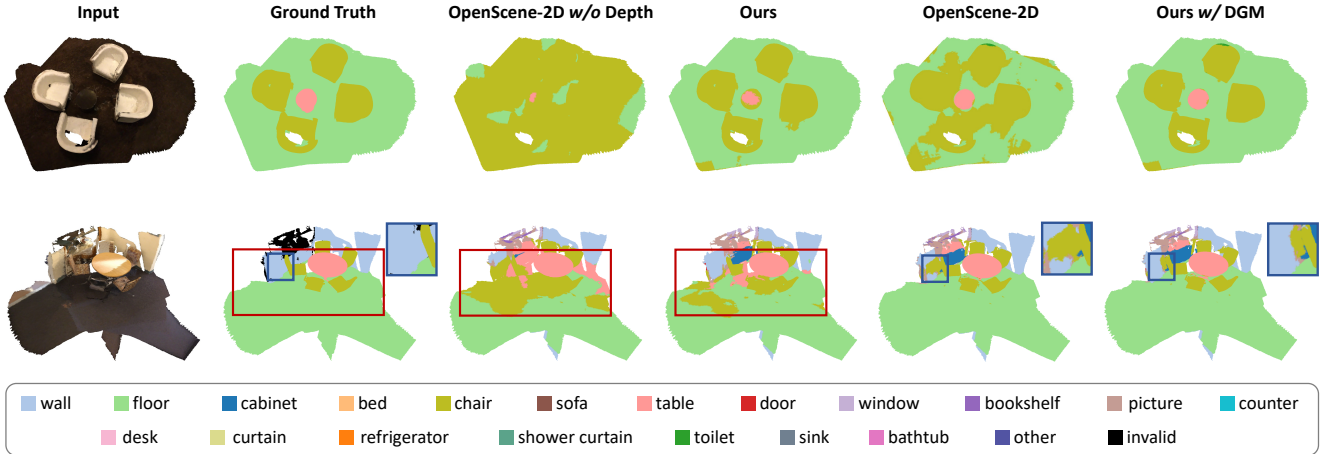 Input Ground Truth OpenScene-2D w/o Depth Ours OpenScene-2D Ours w/ DGM
wall floor cabinet bed chair sofa table door window bookshelf picture counter
desk curtain refrigerator shower curtain toilet sink bathtub other invalid